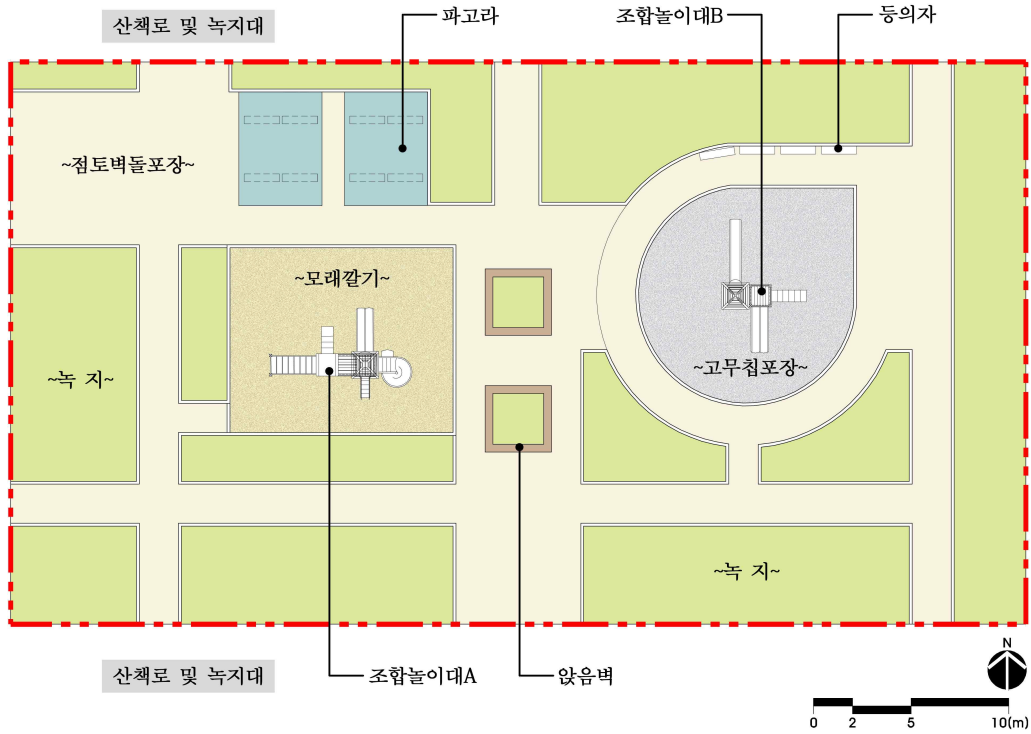 산책로 및 녹지대
파고라
조합놀이대B
등의자
~점토벽돌포장~
~모래깔기~
~녹 지~
~고무칩포장~
~녹 지~
산책로 및 녹지대
조합놀이대A
앉음벽
N
0 2 5 10(m)